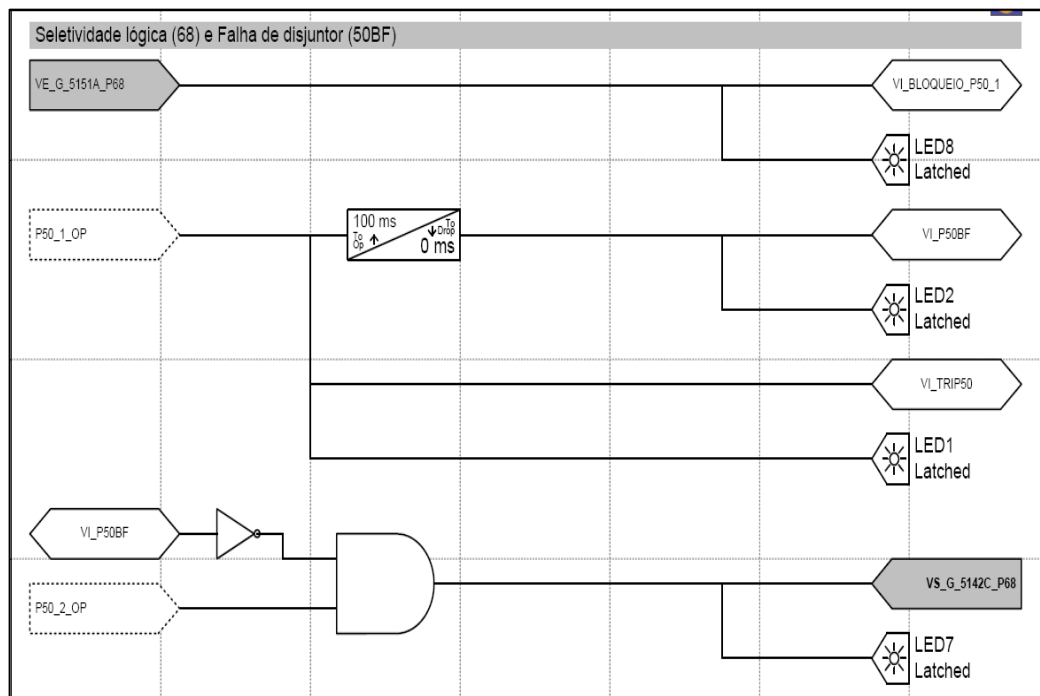 Seletividade lógica (68) e Falha de disjuntor (50BF)
VE_G_5151A_P68
VI_BLOQUEIO_P50_1
LED8
Latched
P50_1_OP
100 ms
To
Op
To
Drop
0 ms
VI_P50BF
LED2
Latched
VI_TRIP50
LED1
Latched
VI_P50BF
P50_2_OP
VS_G_5142C_P68
LED7
Latched